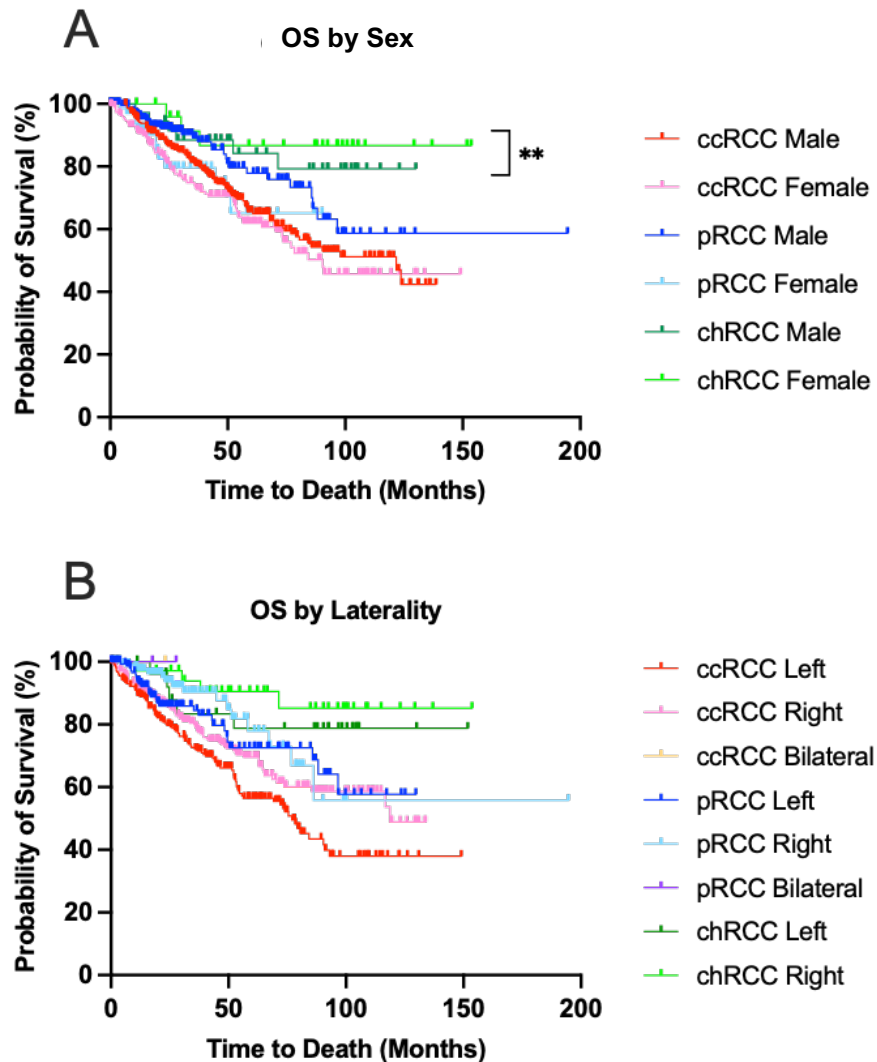 A
OS by Sex
Probability of Survival (%)
100
80
60
40
20
0
0 50 100 150 200
Time to Death (Months)
**
ccRCC Male
ccRCC Female
pRCC Male
pRCC Female
chRCC Male
chRCC Female
B
OS by Laterality
Probability of Survival (%)
100
80
60
40
20
0
0 50 100 150 200
Time to Death (Months)
ccRCC Left
ccRCC Right
ccRCC Bilateral
pRCC Left
pRCC Right
pRCC Bilateral
chRCC Left
chRCC Right